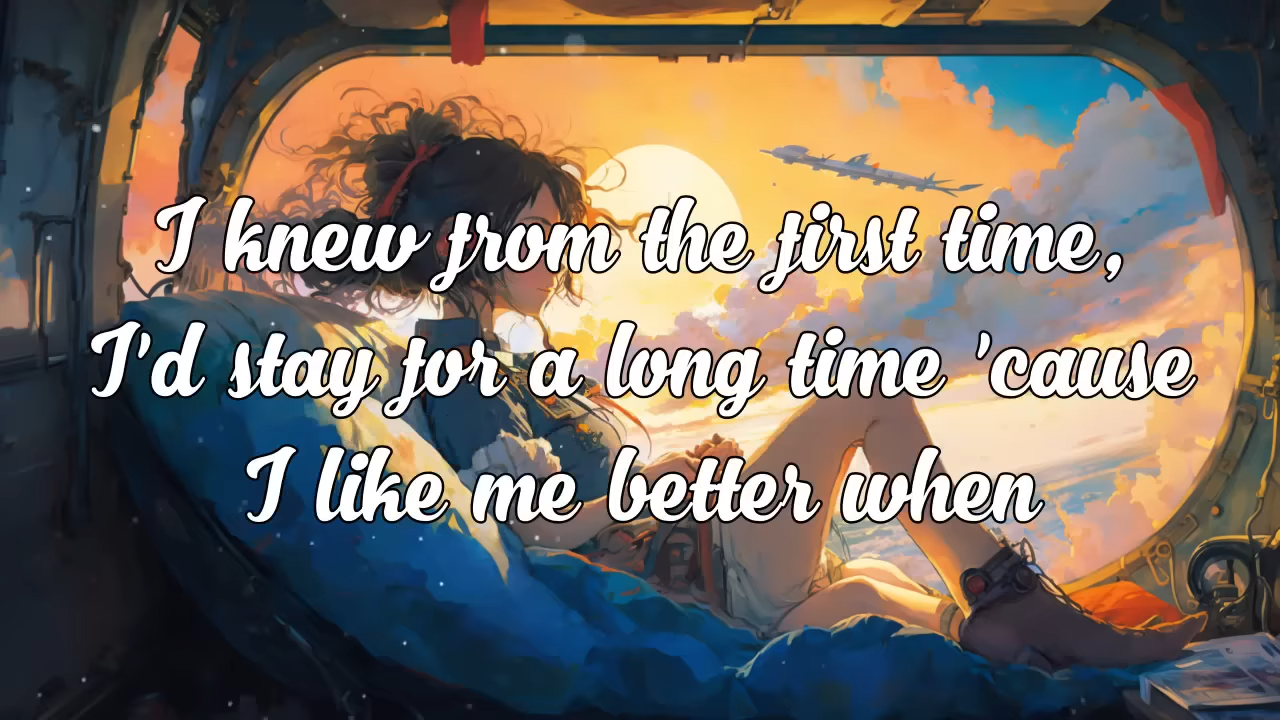 I knew from the first time,
I'd stay for a long time 'cause
I like me better when